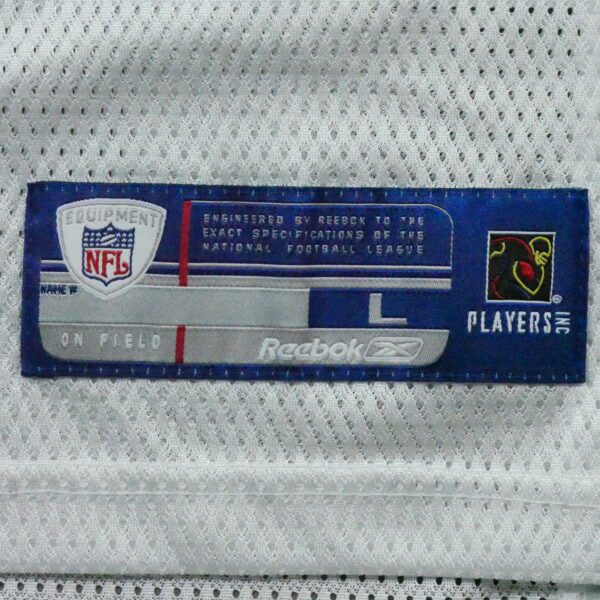 EQUIPMENT
NFL
ENGINEERED BY REEBOK TO THE
EXACT SPECIFICATIONS OF THE
NATIONAL FOOTBALL LEAGUE
NAME #
L
ON FIELD
Reebok
®
PLAYERS INC